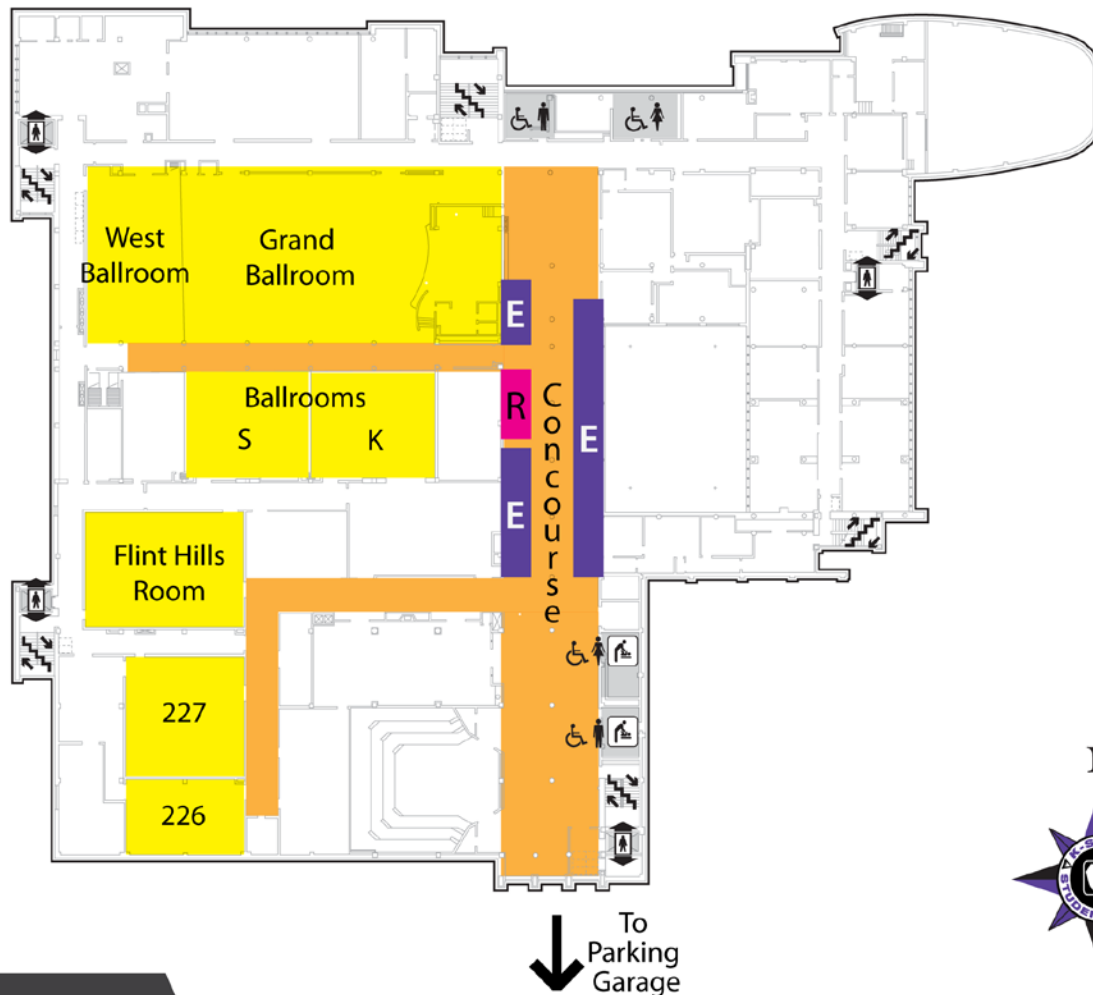 West
Ballroom
Grand
Ballroom
E
Ballrooms
S
K
R
Concourse
E
E
Flint Hills
Room
227
226
To
Parking
Garage